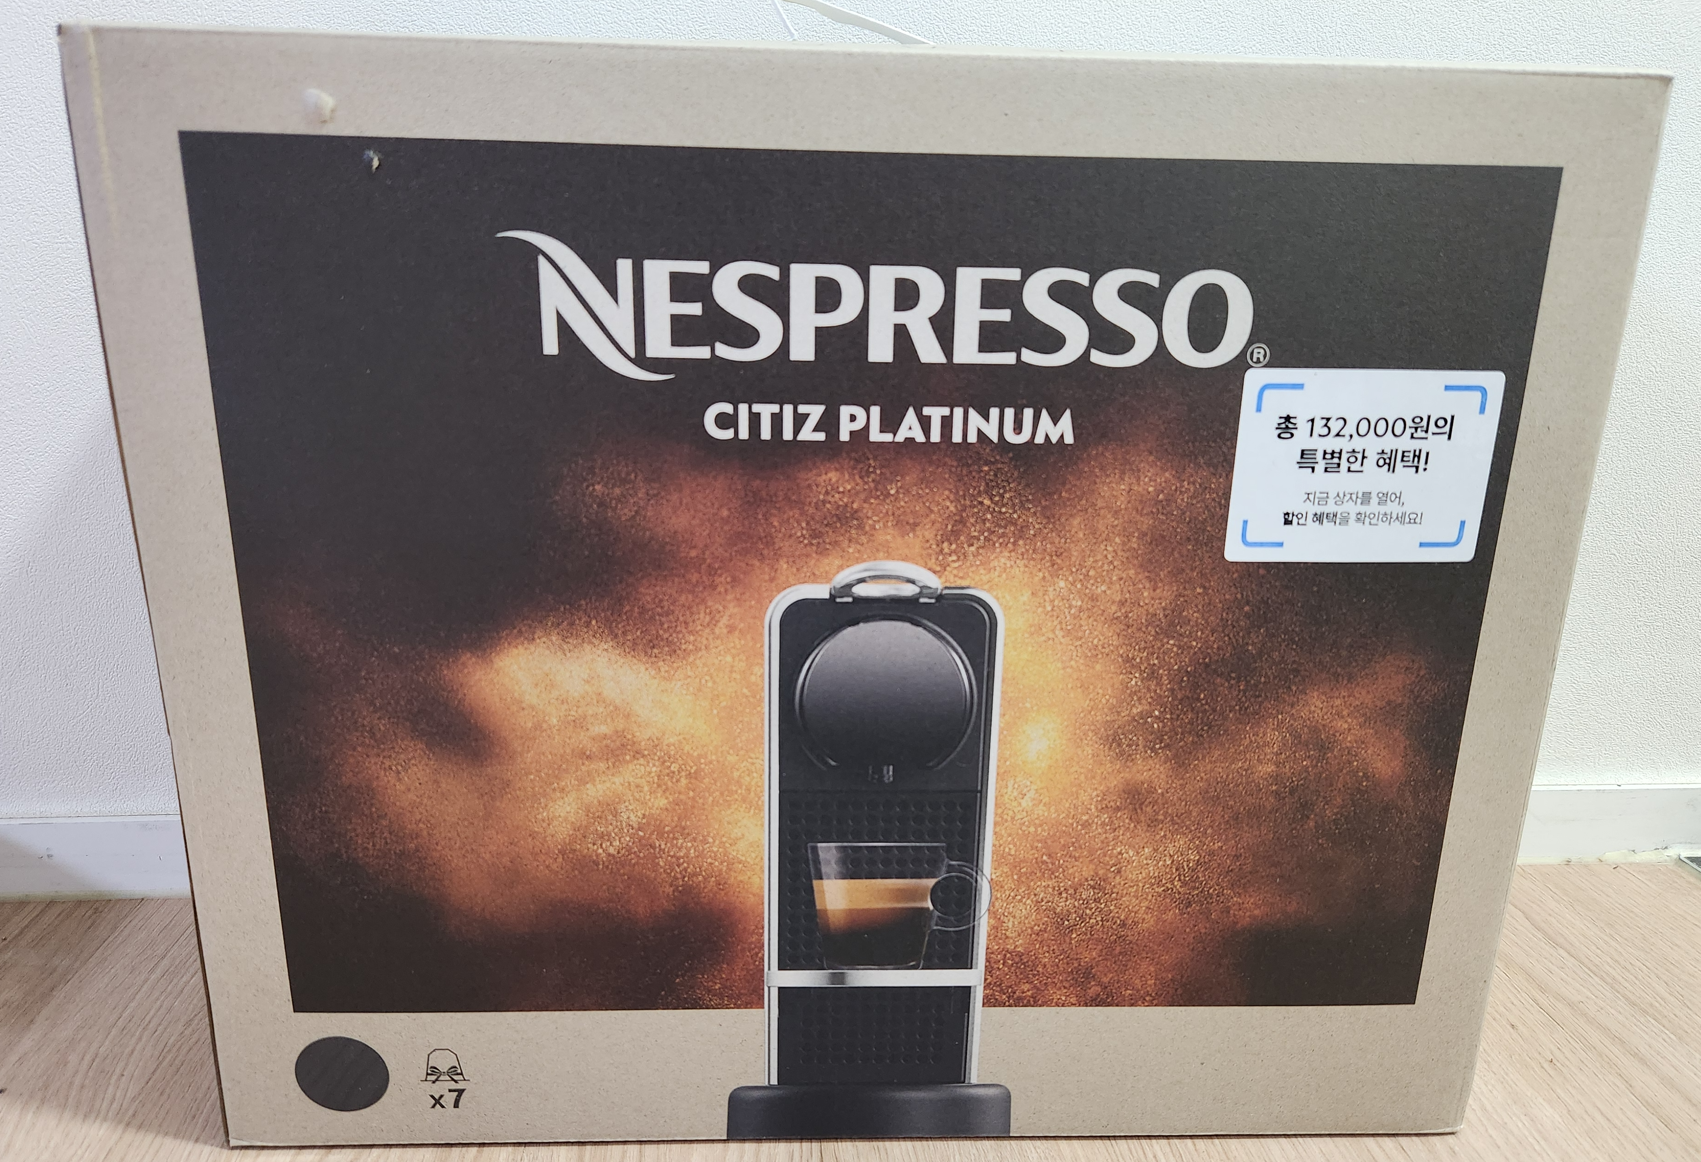 NESPRESSO®
CITIZ PLATINUM
총 132,000원의
특별한 혜택!
지금 상자를 열어,
할인 혜택을 확인하세요!
x7